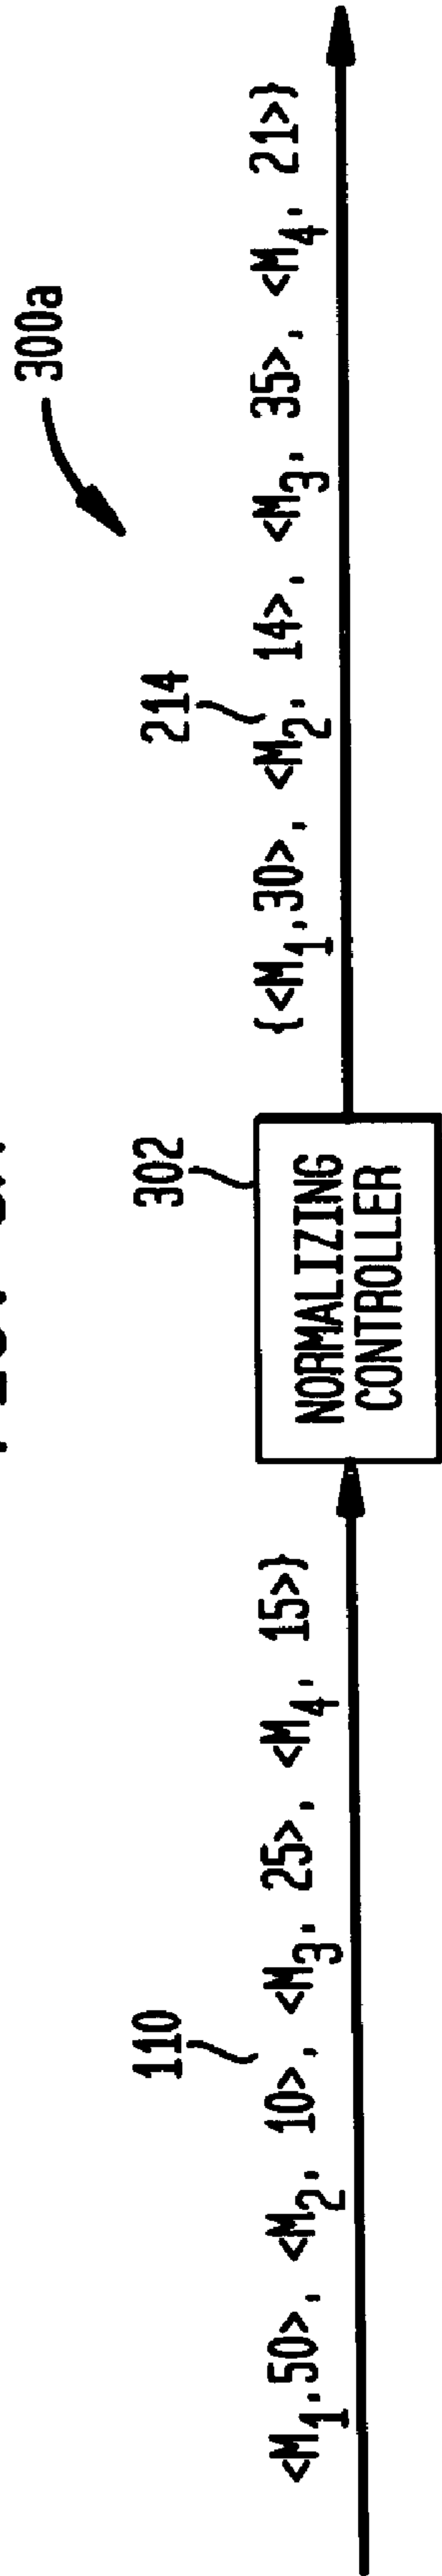 300a
110
<M1,50>, <M2, 10>, <M3, 25>, <M4, 15>}
302
NORMALIZING
CONTROLLER
214
{<M1,30>, <M2, 14>, <M3, 35>, <M4, 21>}